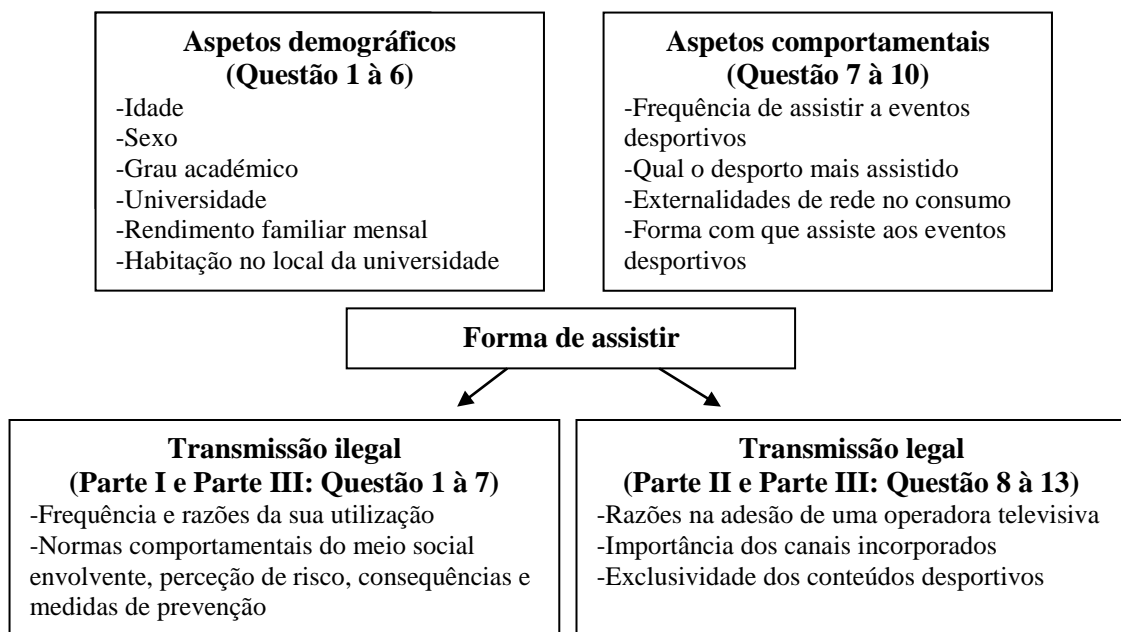 Aspetos demográficos
(Questão 1 à 6)
-Idade
-Sexo
-Grau académico
-Universidade
-Rendimento familiar mensal
-Habitação no local da universidade
Aspetos comportamentais
(Questão 7 à 10)
-Frequência de assistir a eventos
desportivos
-Qual o desporto mais assistido
-Externalidades de rede no consumo
-Forma com que assiste aos eventos
desportivos
Forma de assistir
Transmissão ilegal
(Parte I e Parte III: Questão 1 à 7)
-Frequência e razões da sua utilização
-Normas comportamentais do meio social
envolvente, perceção de risco, consequências e
medidas de prevenção
Transmissão legal
(Parte II e Parte III: Questão 8 à 13)
-Razões na adesão de uma operadora televisiva
-Importância dos canais incorporados
-Exclusividade dos conteúdos desportivos